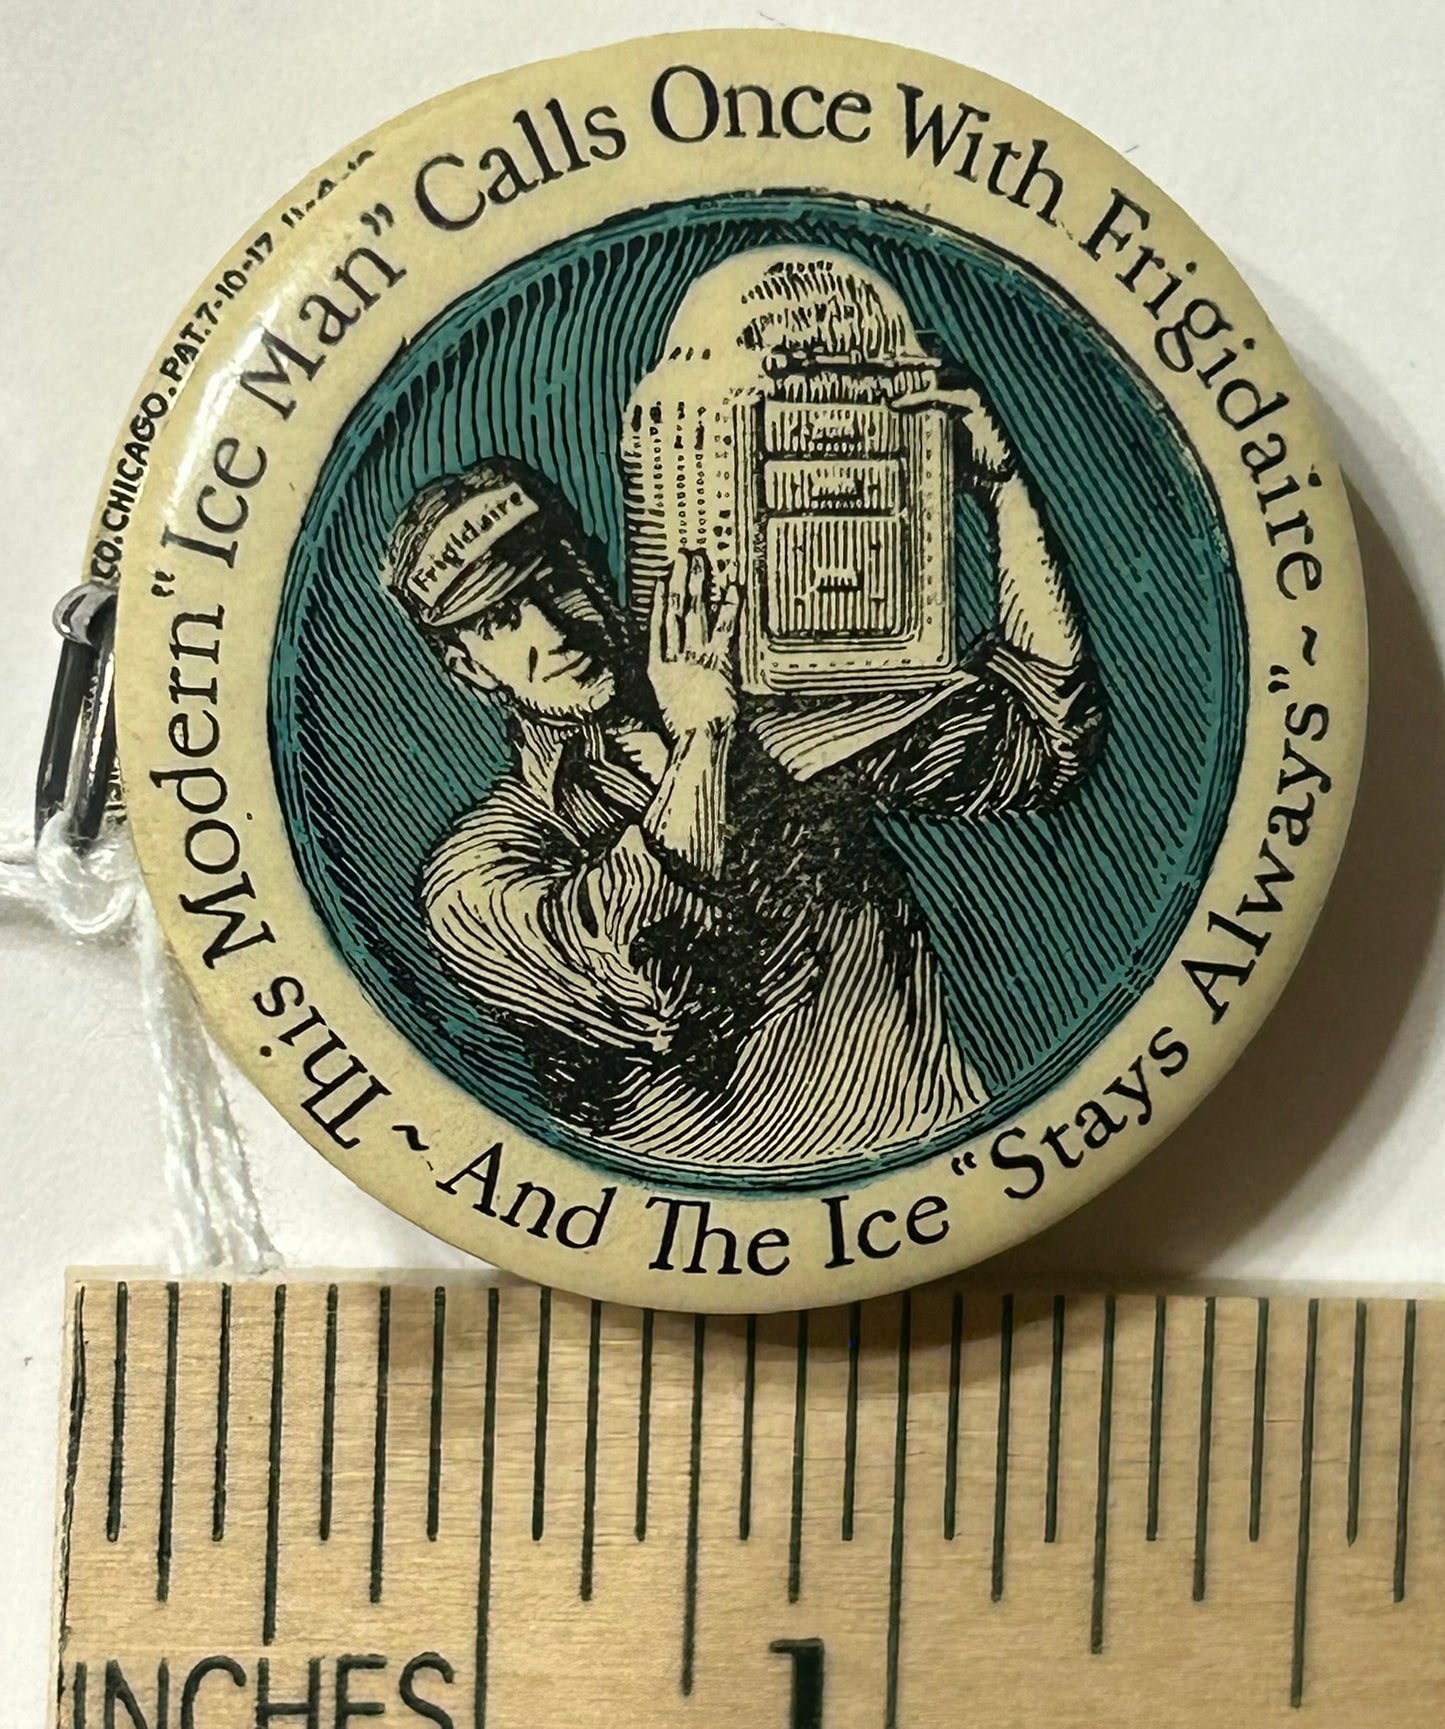 This Modern "Ice Man" Calls Once With Frigidaire ~ And The Ice "Stays Always" ~
Frigidaire
CO. CHICAGO. PAT. 7-10-17
INCHES
1